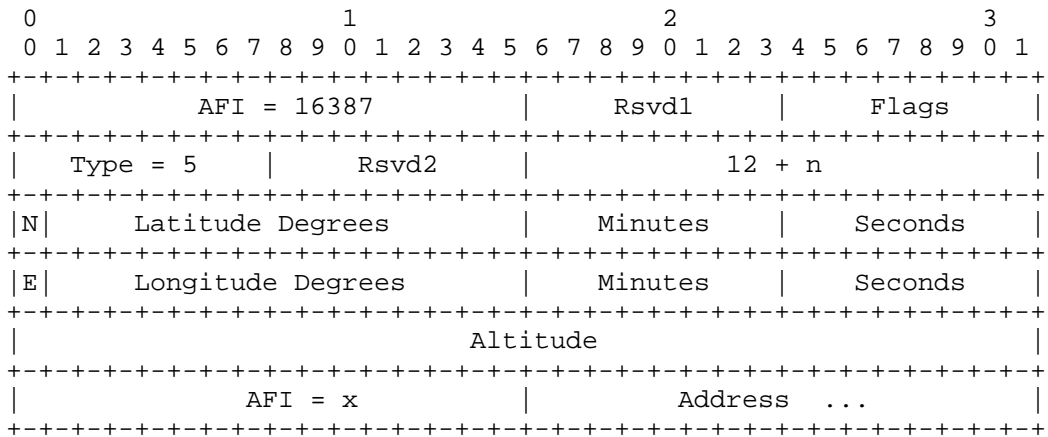 0                   1                   2                   3
 0 1 2 3 4 5 6 7 8 9 0 1 2 3 4 5 6 7 8 9 0 1 2 3 4 5 6 7 8 9 0 1
+-+-+-+-+-+-+-+-+-+-+-+-+-+-+-+-+-+-+-+-+-+-+-+-+-+-+-+-+-+-+-+-+
|           AFI = 16387         |     Rsvd1     |     Flags     |
+-+-+-+-+-+-+-+-+-+-+-+-+-+-+-+-+-+-+-+-+-+-+-+-+-+-+-+-+-+-+-+-+
|   Type = 5    |     Rsvd2     |            12 + n             |
+-+-+-+-+-+-+-+-+-+-+-+-+-+-+-+-+-+-+-+-+-+-+-+-+-+-+-+-+-+-+-+-+
|N|     Latitude Degrees        |    Minutes    |    Seconds    |
+-+-+-+-+-+-+-+-+-+-+-+-+-+-+-+-+-+-+-+-+-+-+-+-+-+-+-+-+-+-+-+-+
|E|     Longitude Degrees       |    Minutes    |    Seconds    |
+-+-+-+-+-+-+-+-+-+-+-+-+-+-+-+-+-+-+-+-+-+-+-+-+-+-+-+-+-+-+-+-+
|                            Altitude                           |
+-+-+-+-+-+-+-+-+-+-+-+-+-+-+-+-+-+-+-+-+-+-+-+-+-+-+-+-+-+-+-+-+
|              AFI = x          |         Address  ...          |
+-+-+-+-+-+-+-+-+-+-+-+-+-+-+-+-+-+-+-+-+-+-+-+-+-+-+-+-+-+-+-+-+